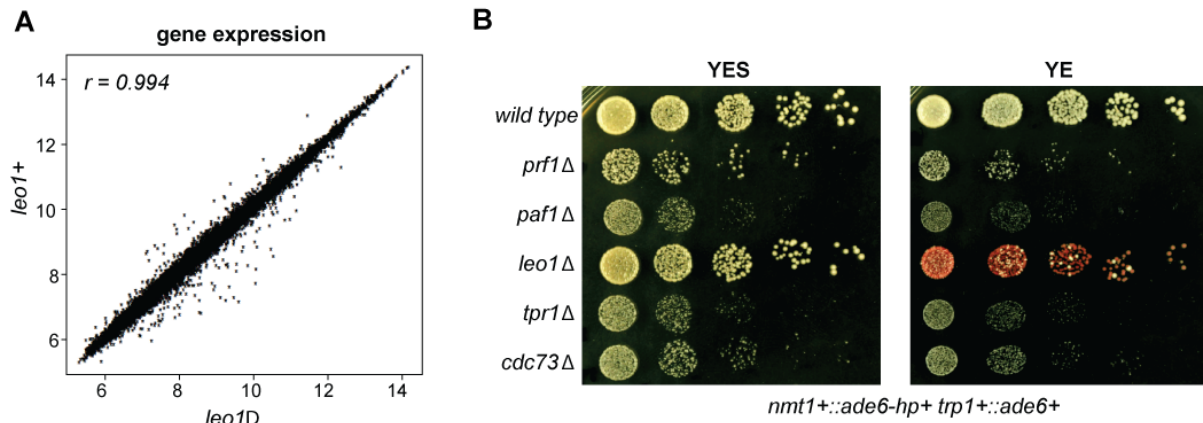 A
gene expression
r = 0.994
14
12
10
8
6
leo1+
6
8
10
12
14
leo1D
B
YES
YE
wild type
prf1Δ
paf1Δ
leo1Δ
tpr1Δ
cdc73Δ
nmt1+::ade6-hp+ trp1+::ade6+